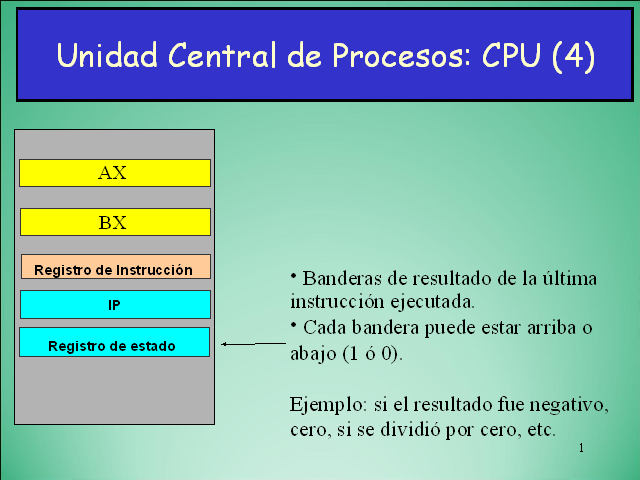 Unidad Central de Procesos: CPU (4)
AX
BX
Registro de Instrucción
IP
Registro de estado
• Banderas de resultado de la última
instrucción ejecutada.
• Cada bandera puede estar arriba o
abajo (1 ó 0).
Ejemplo: si el resultado fue negativo,
cero, si se dividió por cero, etc.
1